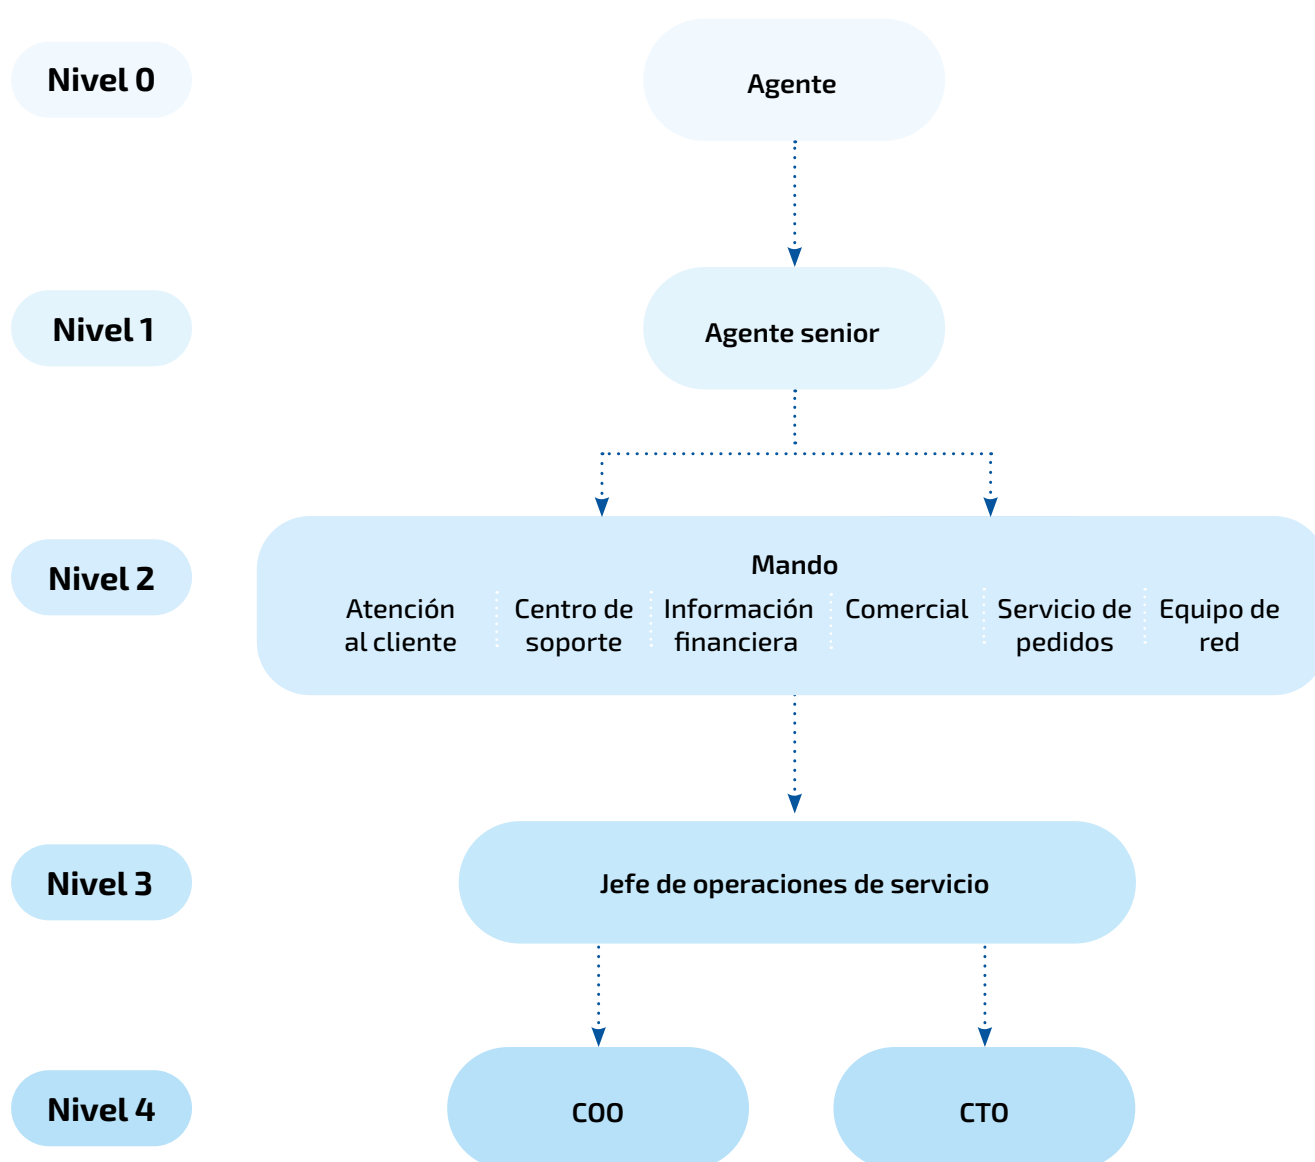 Nivel 0
Agente
Nivel 1
Agente senior
Nivel 2
Mando
Atención
al cliente
Centro de
soporte
Información
financiera
Comercial
Servicio de
pedidos
Equipo de
red
Nivel 3
Jefe de operaciones de servicio
Nivel 4
COO
CTO